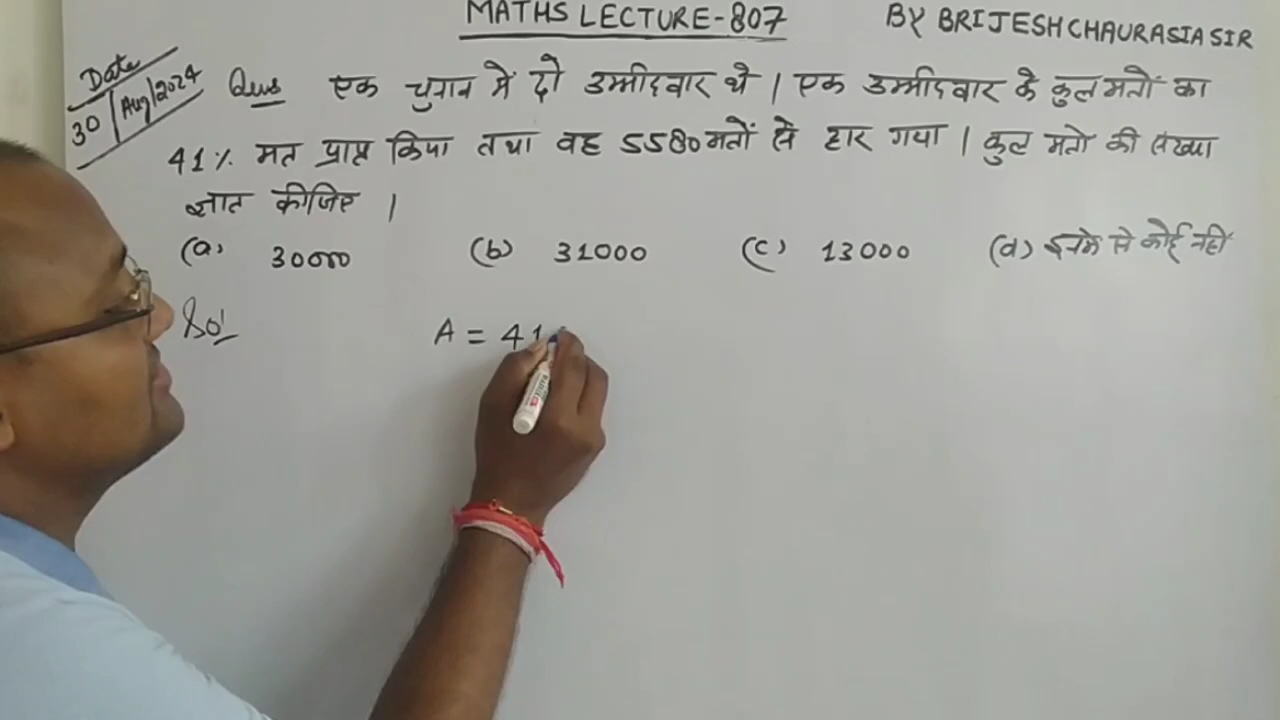 MATHS LECTURE-807
BY BRIJESH CHAURASIA SIR
Date
30/Aug/2024
Ques एक चुनाव में दो उम्मीदवार थे । एक उम्मीदवार के कुल मतों का
41% मत प्राप्त किया तथा वह 5580 मतों से हार गया । कुल मतो की संख्या
ज्ञात कीजिए ।
(a) 30000 (b) 31000 (c) 13000 (d) इनमे से कोई नहीं
Sol
A = 41